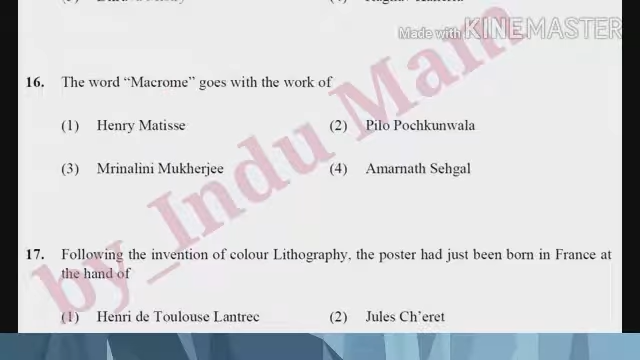 Made with KINEMASTER
16. The word “Macrome” goes with the work of
(1) Henry Matisse (2) Pilo Pochkunwala
(3) Mrinalini Mukherjee (4) Amarnath Sehgal
by_Indu Mam
17. Following the invention of colour Lithography, the poster had just been born in France at
the hand of
(1) Henri de Toulouse Lantrec (2) Jules Ch’eret